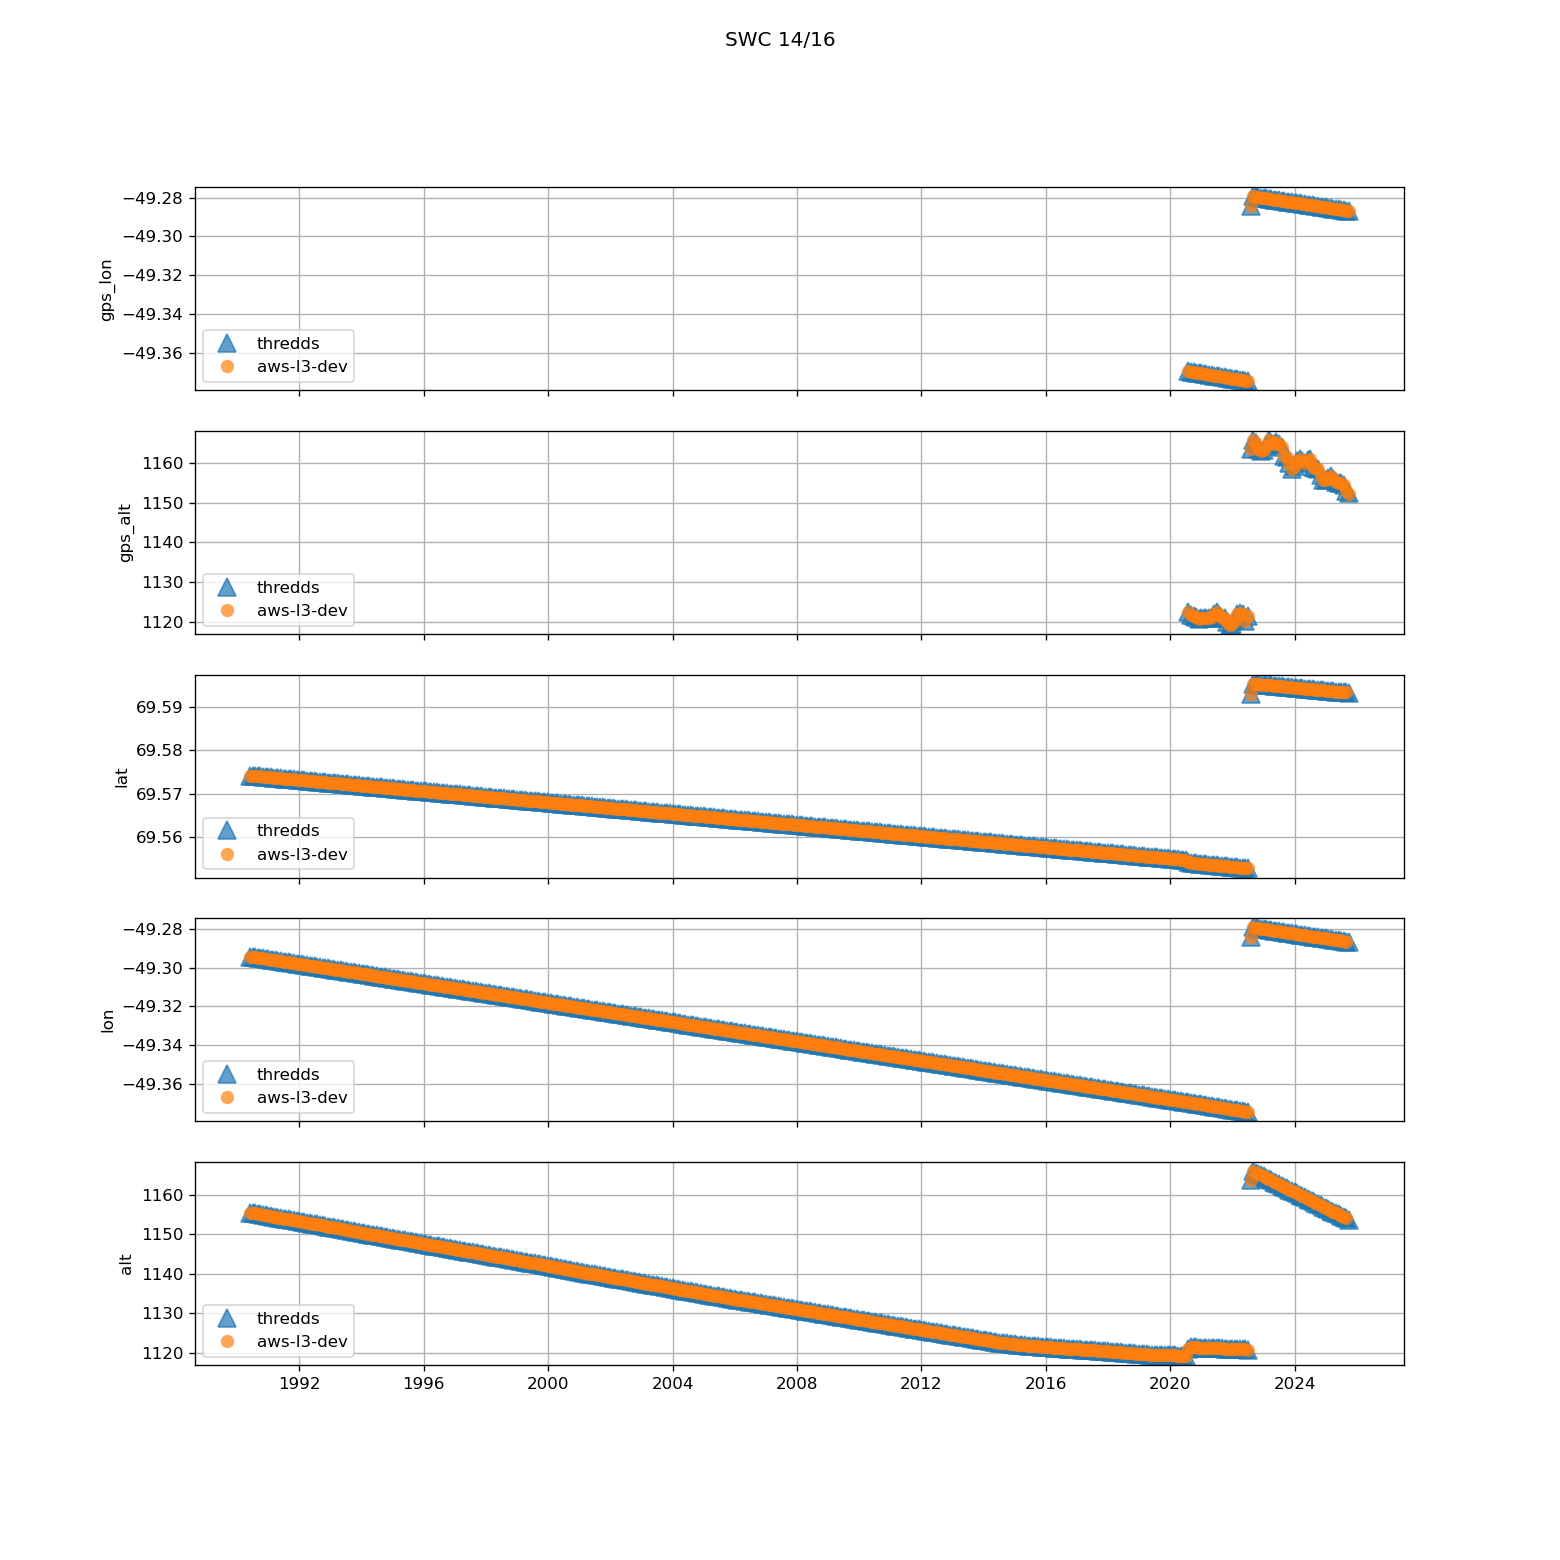 SWC 14/16
−49.28
−49.30
−49.32
−49.34
−49.36
gps_lon
thredds
aws-l3-dev
1160
1150
1140
1130
1120
gps_alt
thredds
aws-l3-dev
69.59
69.58
69.57
69.56
lat
thredds
aws-l3-dev
−49.28
−49.30
−49.32
−49.34
−49.36
lon
thredds
aws-l3-dev
1160
1150
1140
1130
1120
alt
thredds
aws-l3-dev
1992 1996 2000 2004 2008 2012 2016 2020 2024